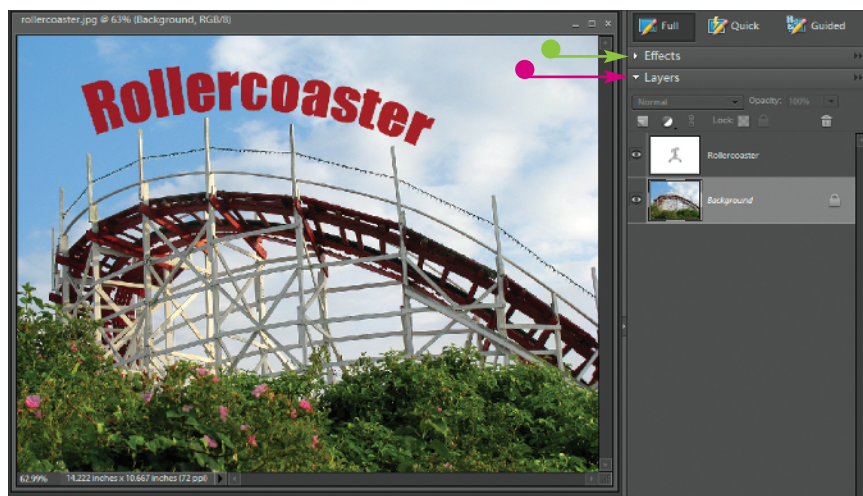 rollercoaster.jpg @ 63% (Background, RGB/8)
Full Quick Guided
Effects
Layers
Normal Opacity: 100%
Lock:
Rollercoaster
Rollercoaster
Background
62.99% 14.222 inches x 10.667 inches (72 ppi)